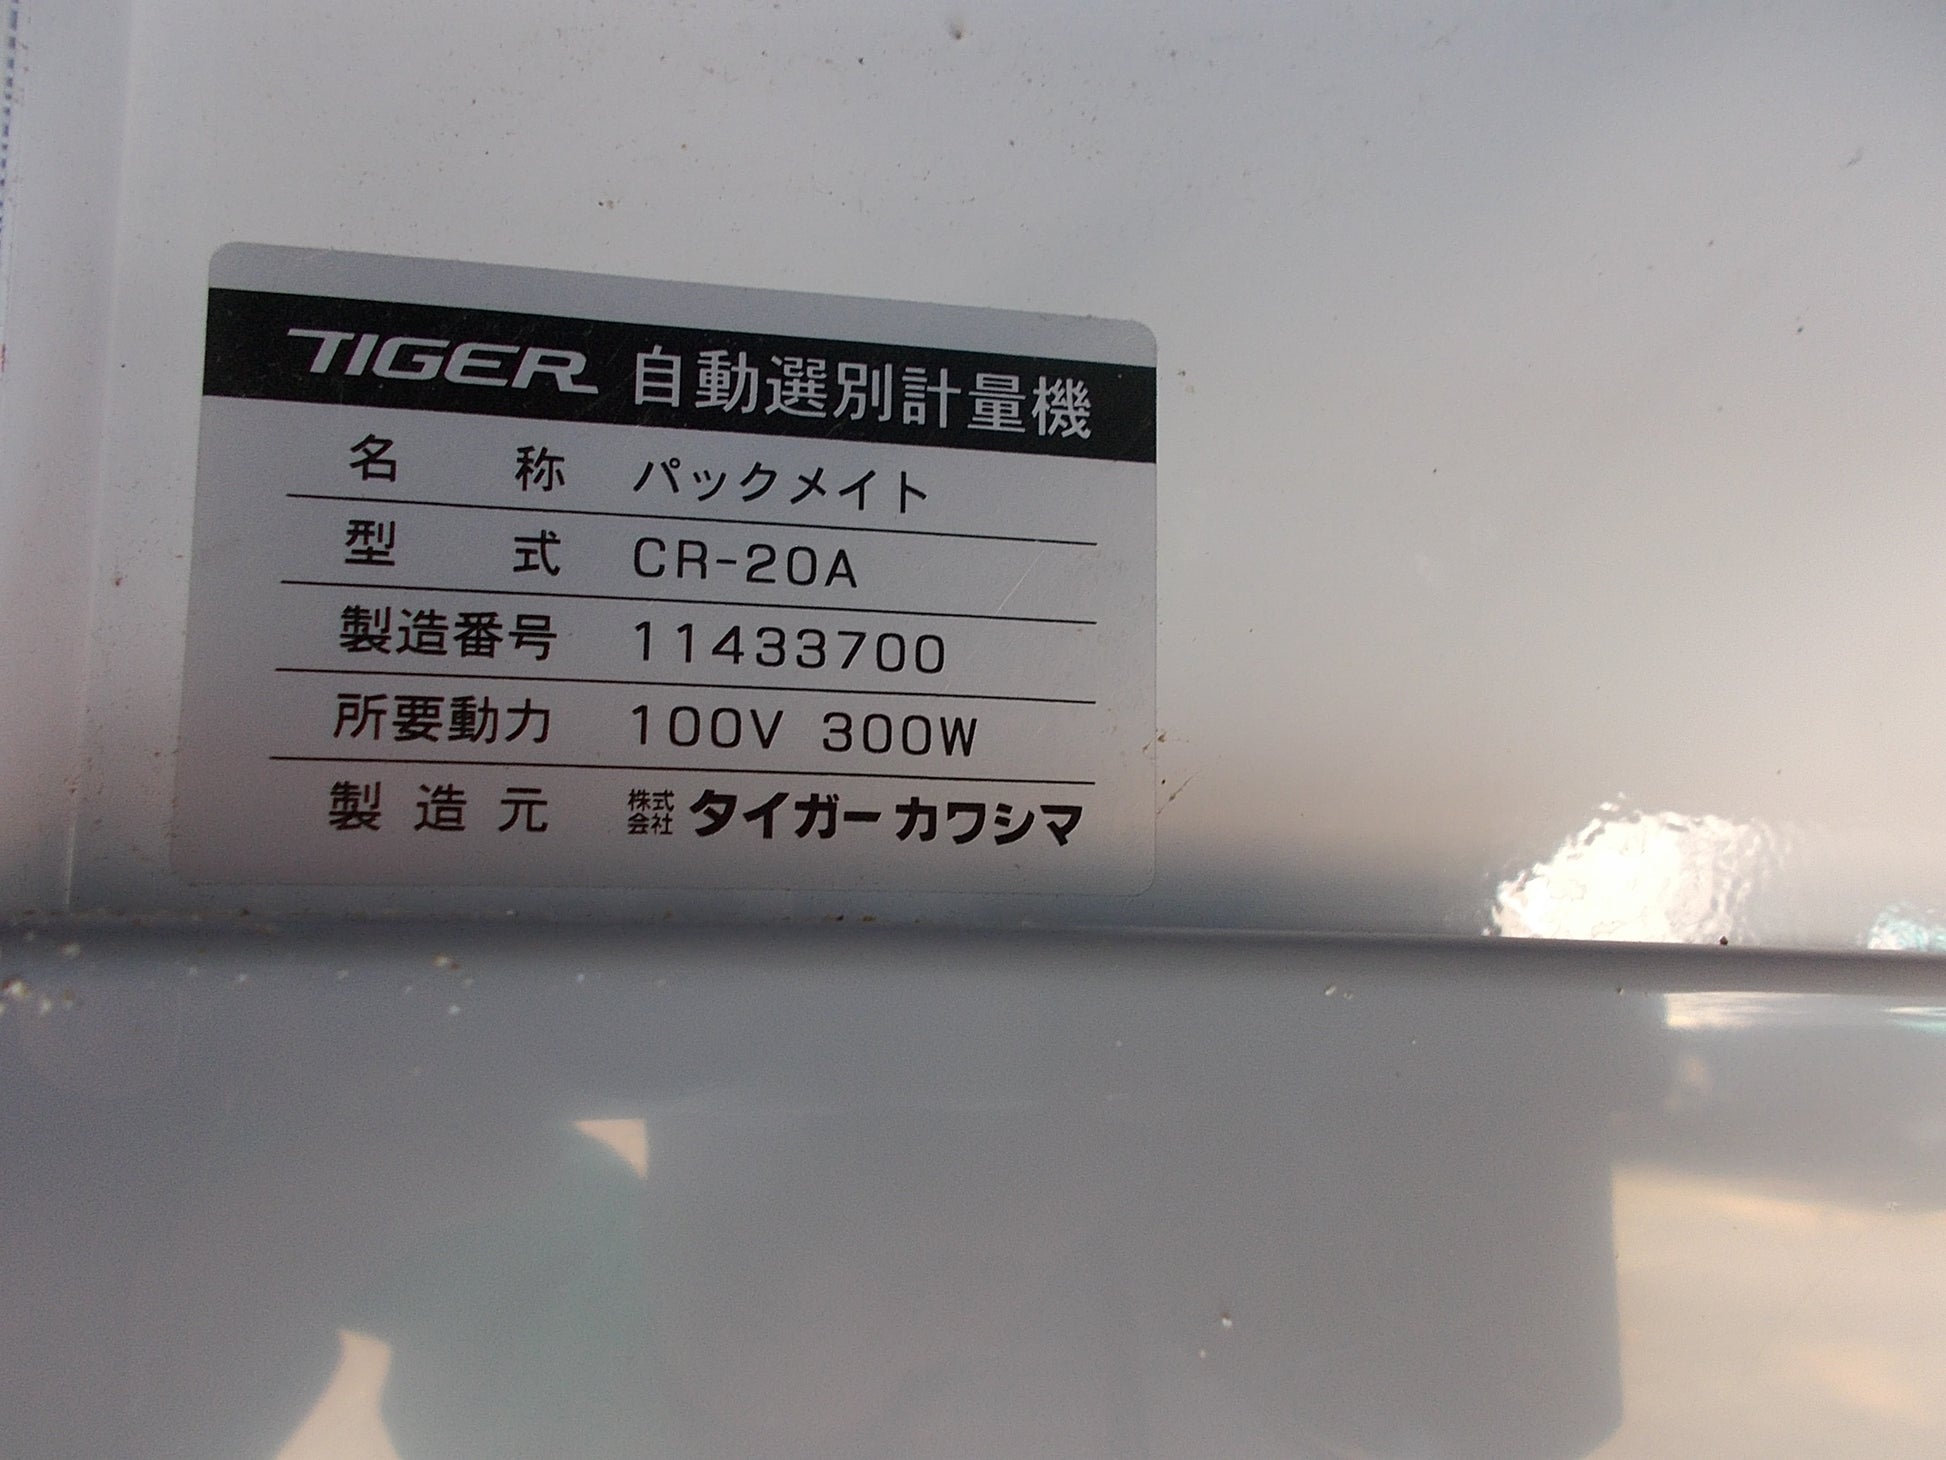 TIGER 自動選別計量機
名称 パックメイト
型式 CR-20A
製造番号 11433700
所要動力 100V 300W
製造元 株式会社 タイガーカワシマ